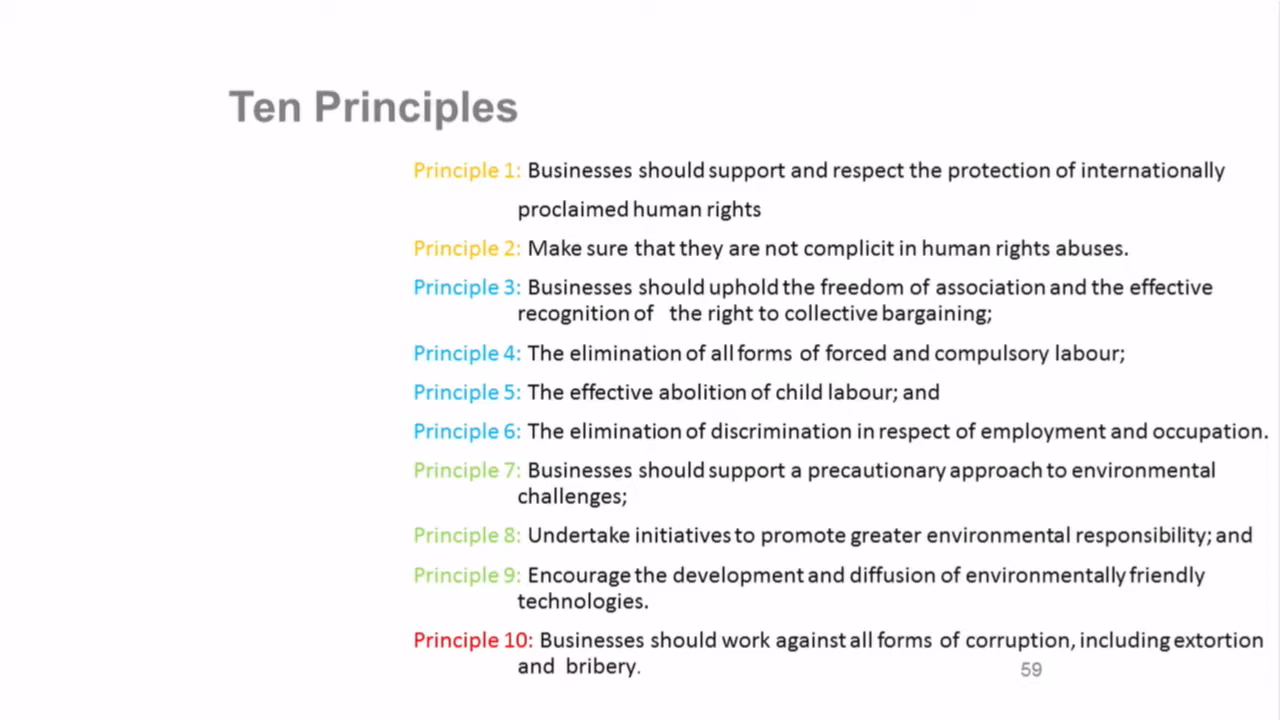 Ten Principles
Principle 1: Businesses should support and respect the protection of internationally
proclaimed human rights
Principle 2: Make sure that they are not complicit in human rights abuses.
Principle 3: Businesses should uphold the freedom of association and the effective
recognition of the right to collective bargaining;
Principle 4: The elimination of all forms of forced and compulsory labour;
Principle 5: The effective abolition of child labour; and
Principle 6: The elimination of discrimination in respect of employment and occupation.
Principle 7: Businesses should support a precautionary approach to environmental
challenges;
Principle 8: Undertake initiatives to promote greater environmental responsibility; and
Principle 9: Encourage the development and diffusion of environmentally friendly
technologies.
Principle 10: Businesses should work against all forms of corruption, including extortion
and bribery.
59